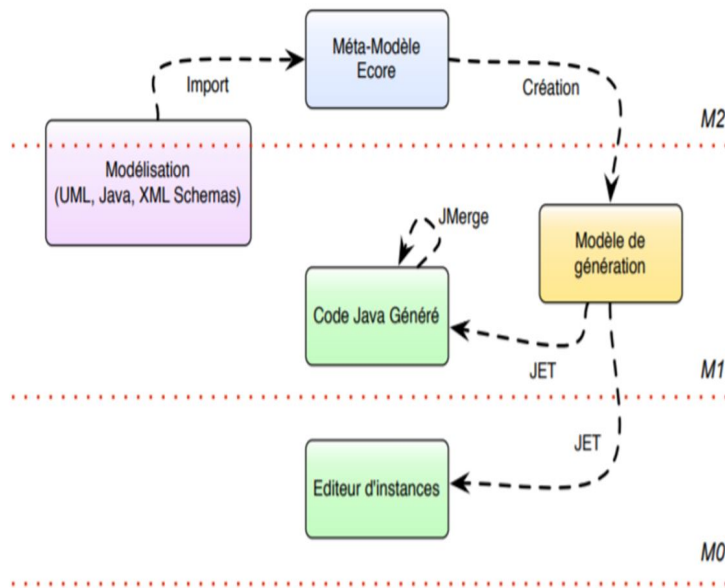 Méta-Modèle
Ecore
Import
Création
M2
Modélisation
(UML, Java, XML Schemas)
JMerge
Modèle de
génération
Code Java Généré
JET
M1
JET
Editeur d'instances
M0